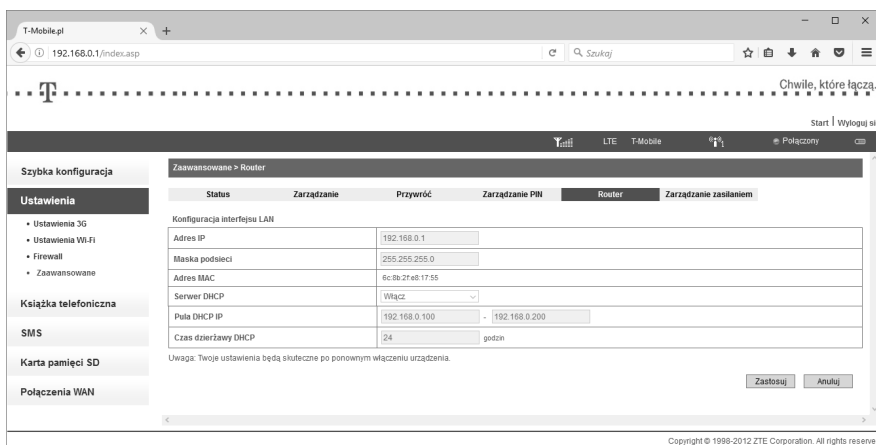 T-Mobile.pl
192.168.0.1/index.asp
Szukaj
T
Chwile, które łączą.
Start | Wyloguj si
LTE T-Mobile 1 Połączony
Szybka konfiguracja
Ustawienia
Ustawienia 3G
Ustawienia Wi-Fi
Firewall
Zaawansowane
Książka telefoniczna
SMS
Karta pamięci SD
Połączenia WAN
Zaawansowane > Router
Status Zarządzanie Przywróć Zarządzanie PIN Router Zarządzanie zasilaniem
Konfiguracja interfejsu LAN
Adres IP 192.168.0.1
Maska podsieci 255.255.255.0
Adres MAC 6c:8b:2f:e8:17:55
Serwer DHCP Włącz
Pula DHCP IP 192.168.0.100 - 192.168.0.200
Czas dzierżawy DHCP 24 godzin
Uwaga: Twoje ustawienia będą skuteczne po ponownym włączeniu urządzenia.
Zastosuj Anuluj
Copyright © 1998-2012 ZTE Corporation. All rights reserve